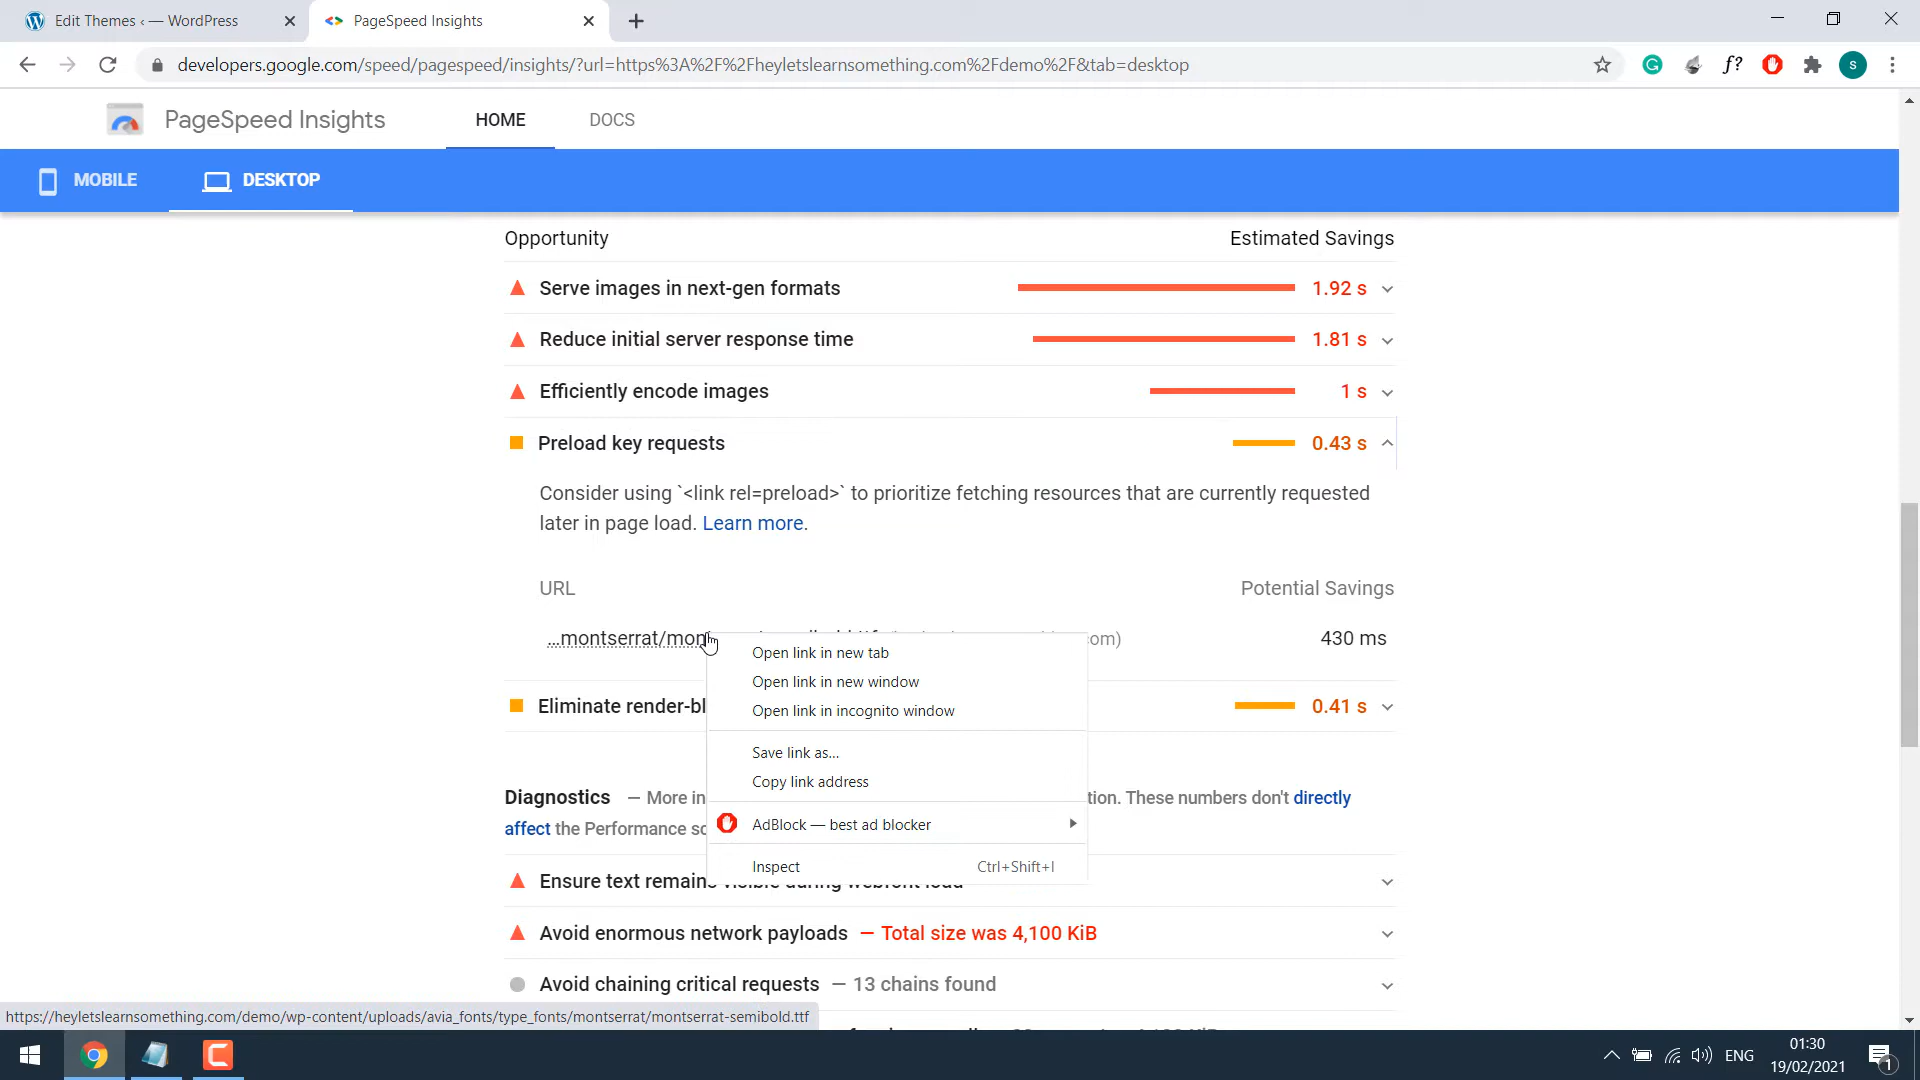 Edit Themes ‹ — WordPress
PageSpeed Insights
developers.google.com/speed/pagespeed/insights/?url=https%3A%2F%2Fheyletslearnsomething.com%2Fdemo%2F&tab=desktop
f?
s
PageSpeed Insights
HOME
DOCS
MOBILE
DESKTOP
Opportunity
Estimated Savings
Serve images in next-gen formats
1.92 s
Reduce initial server response time
1.81 s
Efficiently encode images
1 s
Preload key requests
0.43 s
Consider using `<link rel=preload>` to prioritize fetching resources that are currently requested
later in page load. Learn more.
URL
Potential Savings
…montserrat/mon
om)
430 ms
Open link in new tab
Open link in new window
Open link in incognito window
Save link as...
Copy link address
AdBlock — best ad blocker
Inspect
Ctrl+Shift+I
Eliminate render-bl
0.41 s
Diagnostics — More in
tion. These numbers don't directly
affect the Performance sc
Ensure text remains visible during webfont load
Avoid enormous network payloads — Total size was 4,100 KiB
Avoid chaining critical requests — 13 chains found
https://heyletslearnsomething.com/demo/wp-content/uploads/avia_fonts/type_fonts/montserrat/montserrat-semibold.ttf
ENG
01:30
19/02/2021
1